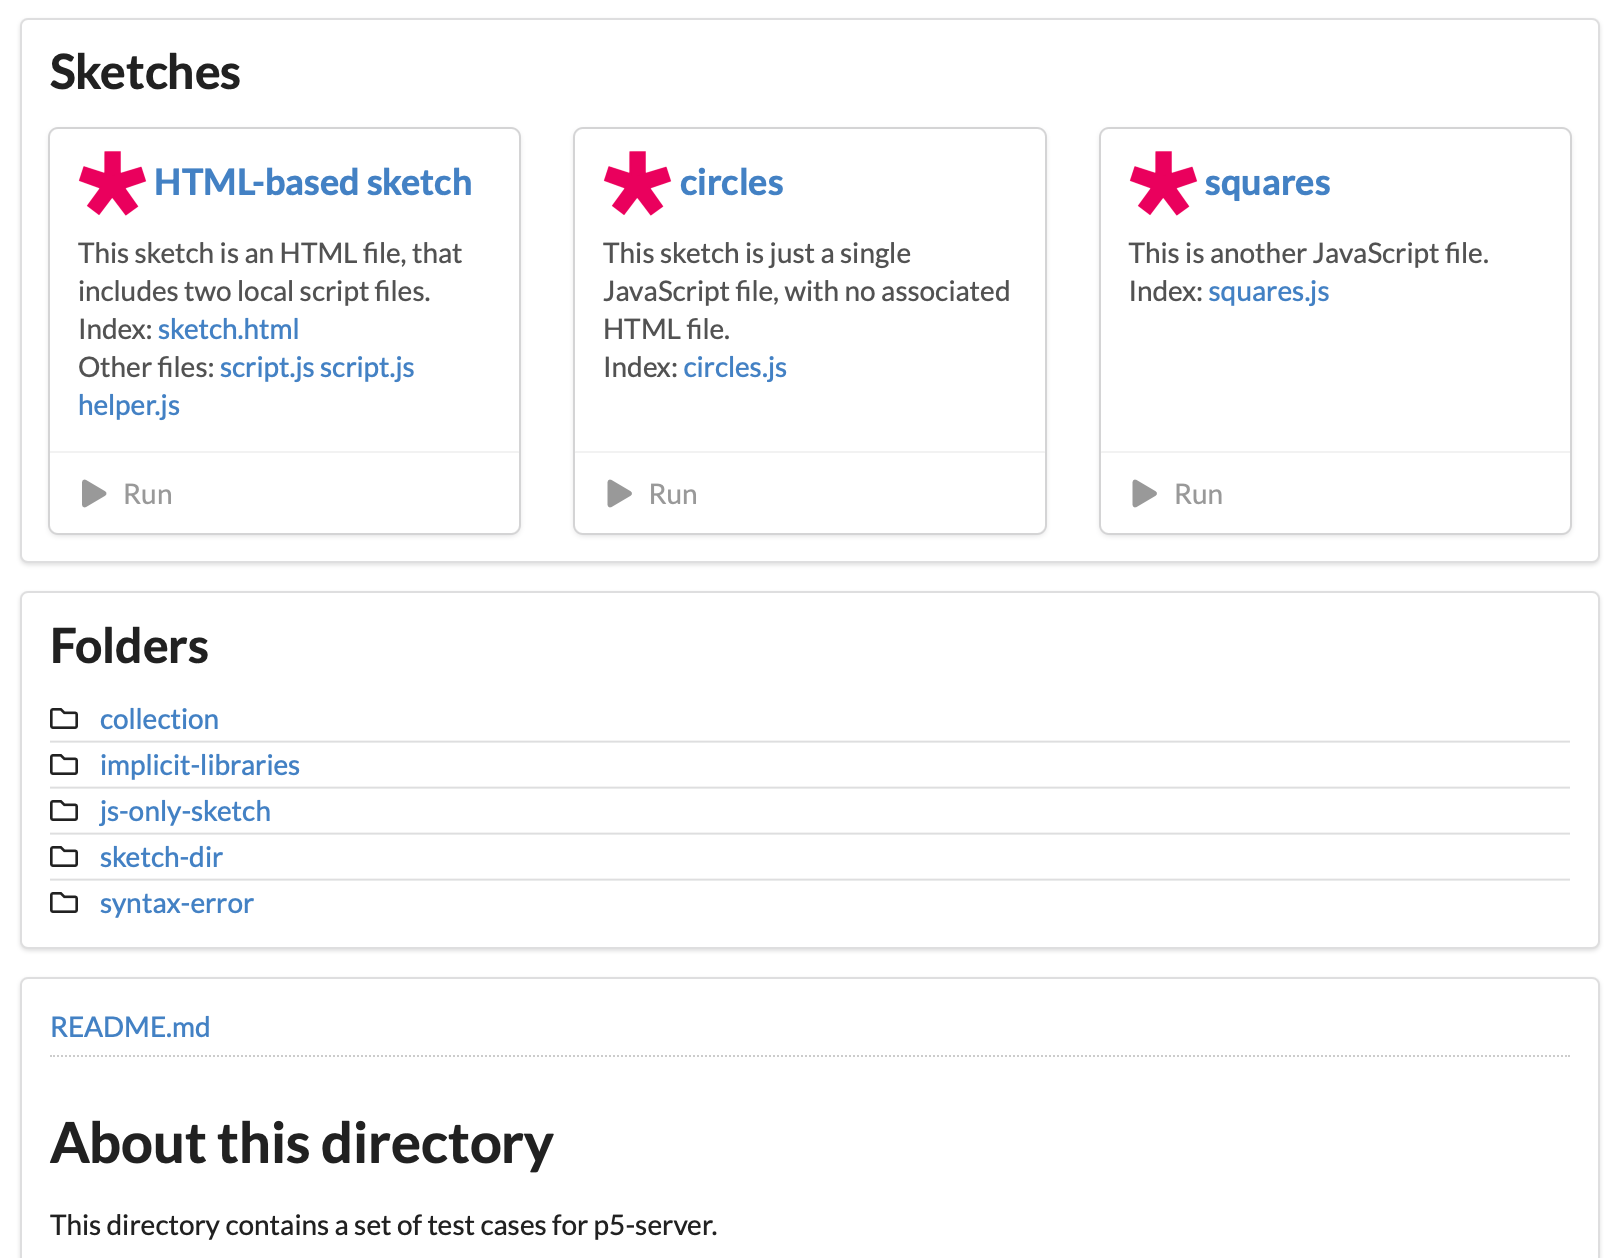 Sketches
HTML-based sketch
This sketch is an HTML file, that
includes two local script files.
Index: sketch.html
Other files: script.js script.js
helper.js
Run
circles
This sketch is just a single
JavaScript file, with no associated
HTML file.
Index: circles.js
Run
squares
This is another JavaScript file.
Index: squares.js
Run
Folders
collection
implicit-libraries
js-only-sketch
sketch-dir
syntax-error
README.md
About this directory
This directory contains a set of test cases for p5-server.